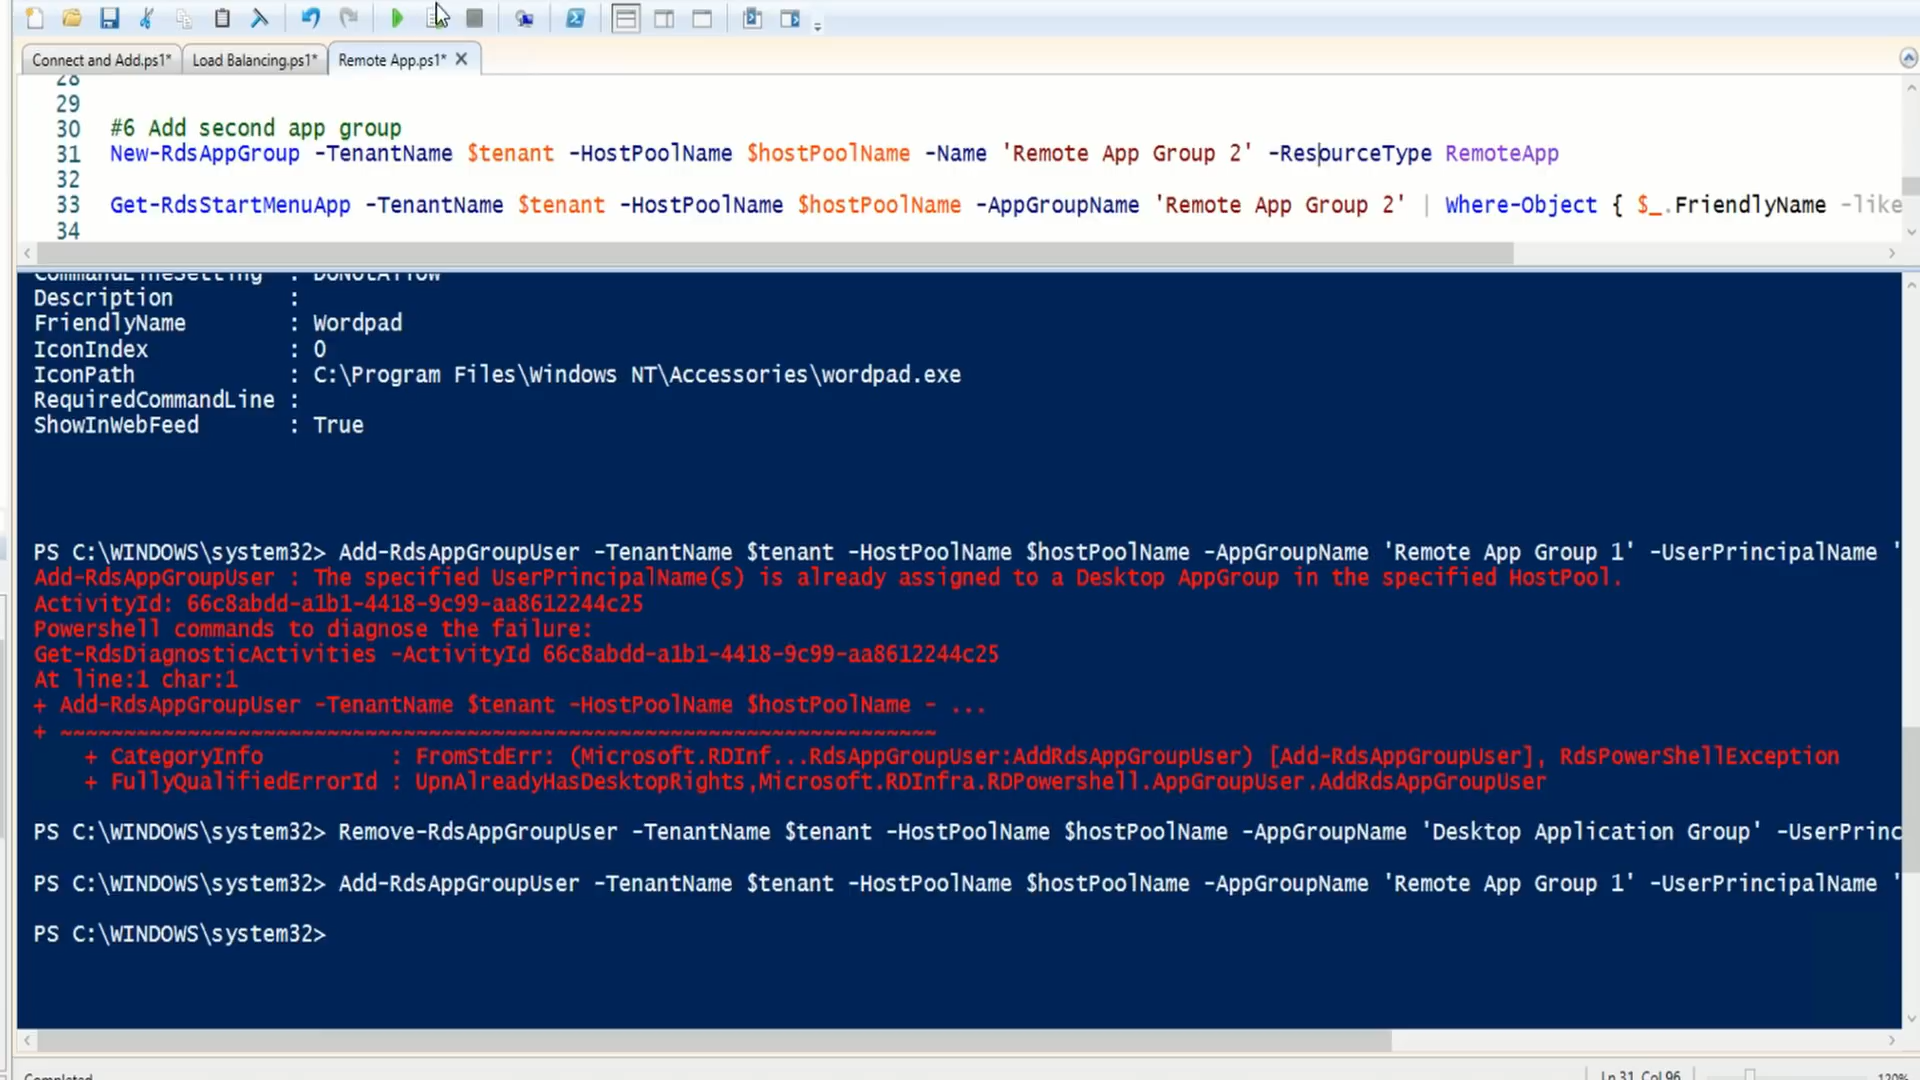 Connect and Add.ps1* Load Balancing.ps1* Remote App.ps1*
28
29
30 #6 Add second app group
31 New-RdsAppGroup -TenantName $tenant -HostPoolName $hostPoolName -Name 'Remote App Group 2' -ResourceType RemoteApp
32
33 Get-RdsStartMenuApp -TenantName $tenant -HostPoolName $hostPoolName -AppGroupName 'Remote App Group 2' | Where-Object { $_.FriendlyName -like
34
CommandLineSetting : DoNotAllow
Description :
FriendlyName : Wordpad
IconIndex : 0
IconPath : C:\Program Files\Windows NT\Accessories\wordpad.exe
RequiredCommandLine :
ShowInWebFeed : True
PS C:\WINDOWS\system32> Add-RdsAppGroupUser -TenantName $tenant -HostPoolName $hostPoolName -AppGroupName 'Remote App Group 1' -UserPrincipalName '
Add-RdsAppGroupUser : The specified UserPrincipalName(s) is already assigned to a Desktop AppGroup in the specified HostPool.
ActivityId: 66c8abdd-a1b1-4418-9c99-aa8612244c25
Powershell commands to diagnose the failure:
Get-RdsDiagnosticActivities -ActivityId 66c8abdd-a1b1-4418-9c99-aa8612244c25
At line:1 char:1
+ Add-RdsAppGroupUser -TenantName $tenant -HostPoolName $hostPoolName - ...
+ ~~~~~~~~~~~~~~~~~~~~~~~~~~~~~~~~~~~~~~~~~~~~~~~~~~~~~~~~~~~~~~~~~~~~~
+ CategoryInfo : FromStdErr: (Microsoft.RDInf...RdsAppGroupUser:AddRdsAppGroupUser) [Add-RdsAppGroupUser], RdsPowerShellException
+ FullyQualifiedErrorId : UpnAlreadyHasDesktopRights,Microsoft.RDInfra.RDPowershell.AppGroupUser.AddRdsAppGroupUser
PS C:\WINDOWS\system32> Remove-RdsAppGroupUser -TenantName $tenant -HostPoolName $hostPoolName -AppGroupName 'Desktop Application Group' -UserPrinc
PS C:\WINDOWS\system32> Add-RdsAppGroupUser -TenantName $tenant -HostPoolName $hostPoolName -AppGroupName 'Remote App Group 1' -UserPrincipalName '
PS C:\WINDOWS\system32>
Completed Ln 31 Col 96 120%